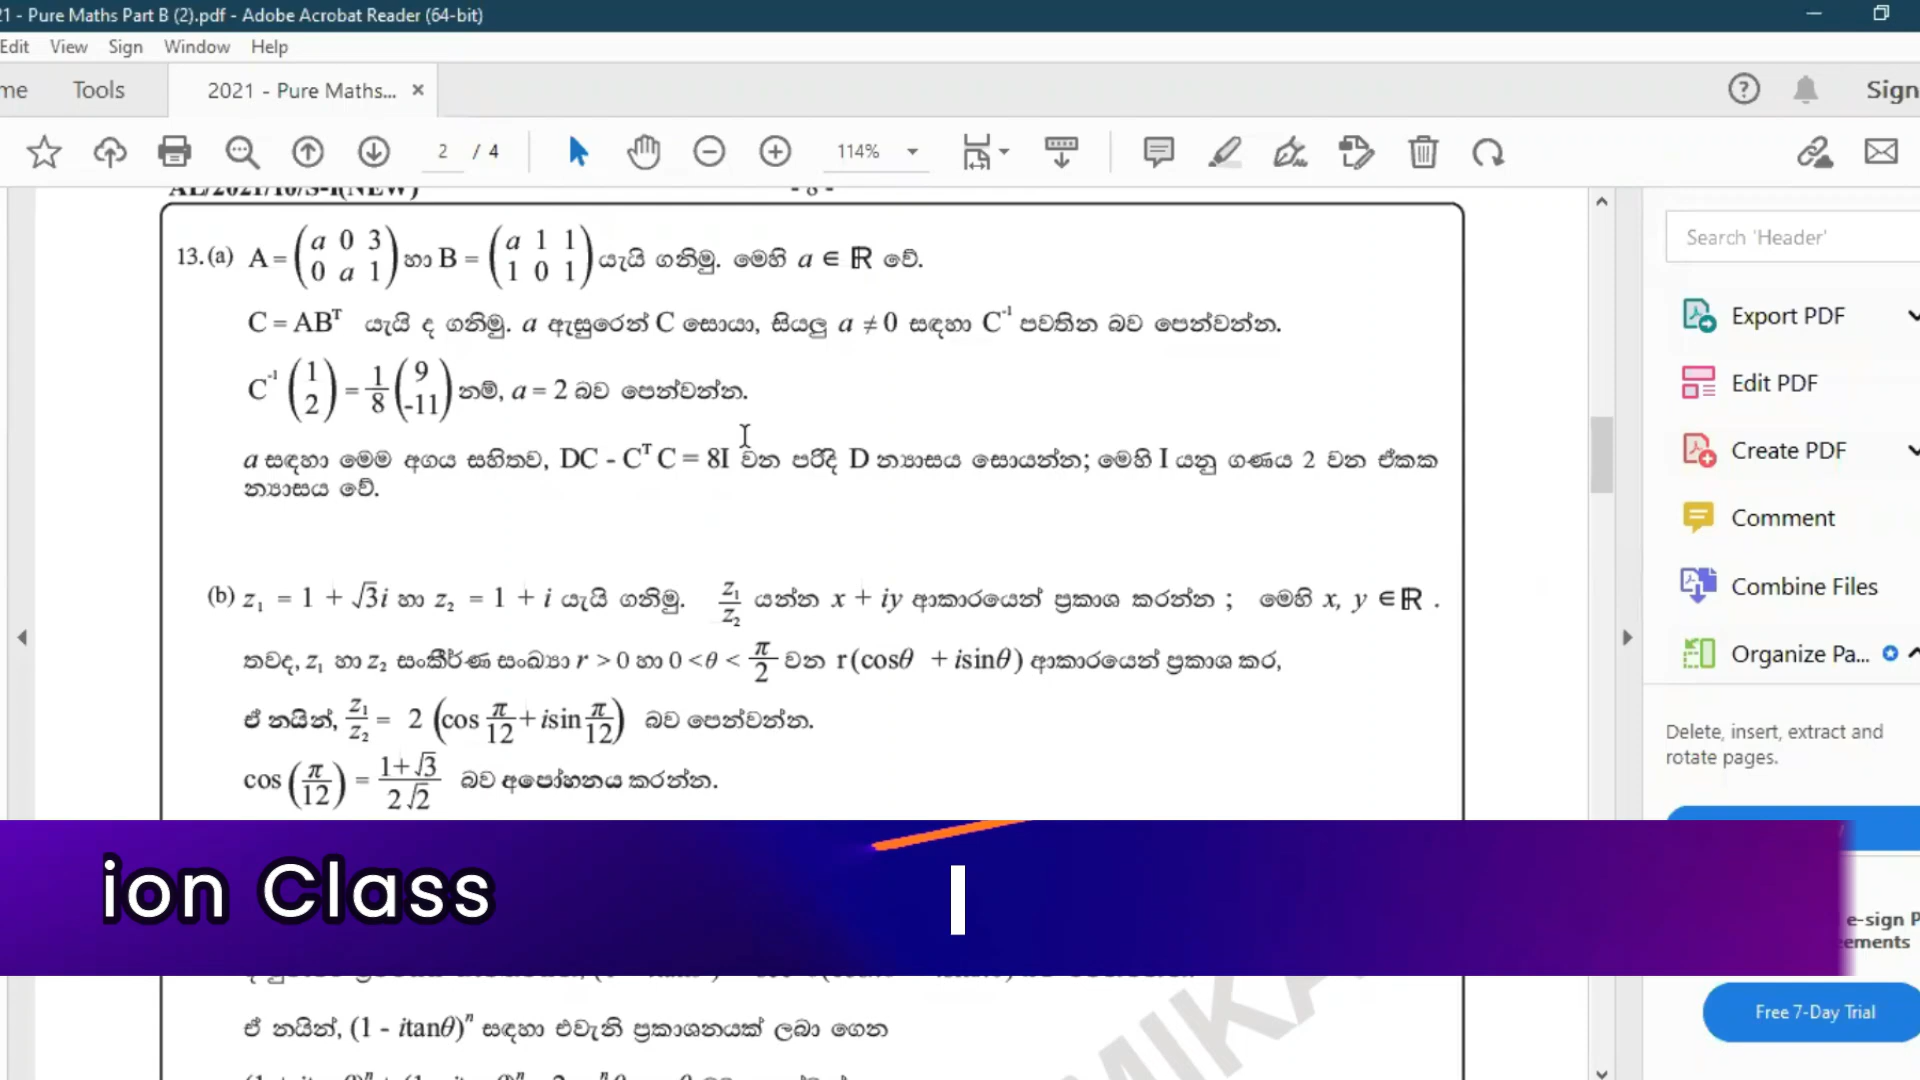 21 - Pure Maths Part B (2).pdf - Adobe Acrobat Reader (64-bit)
Edit View Sign Window Help
me Tools 2021 - Pure Maths... × Sign
2 / 4 114%
AL/2021/10/S-I(NEW) - 8 -
13.(a) A = (a 0 3 / 0 a 1) හා B = (a 1 1 / 1 0 1) යැයි ගනිමු. මෙහි a ∈ ℝ වේ.
C = ABᵀ යැයි ද ගනිමු. a ඇසුරෙන් C සොයා, සියලු a ≠ 0 සඳහා C⁻¹ පවතින බව පෙන්වන්න.
C⁻¹ (1 / 2) = 1/8 (9 / -11) නම්, a = 2 බව පෙන්වන්න.
a සඳහා මෙම අගය සහිතව, DC - Cᵀ C = 8I වන පරිදි D න්‍යාසය සොයන්න; මෙහි I යනු ගණය 2 වන ඒකක
න්‍යාසය වේ.
(b) z₁ = 1 + √3i හා z₂ = 1 + i යැයි ගනිමු. z₁/z₂ යන්න x + iy ආකාරයෙන් ප්‍රකාශ කරන්න ; මෙහි x, y ∈ ℝ .
තවද, z₁ හා z₂ සංකීර්ණ සංඛ්‍යා r > 0 හා 0 < θ < π/2 වන r(cosθ + isinθ) ආකාරයෙන් ප්‍රකාශ කර,
ඒ නයින්, z₁/z₂ = 2 (cos π/12 + isin π/12) බව පෙන්වන්න.
cos (π/12) = 1+√3/2√2 බව අපෝහනය කරන්න.
ion Class I
ඒ නයින්, (1 - itanθ)ⁿ සඳහා එවැනි ප්‍රකාශනයක් ලබා ගෙන
Search 'Header'
Export PDF
Edit PDF
Create PDF
Comment
Combine Files
Organize Pa...
Delete, insert, extract and
rotate pages.
e-sign P
ements
Free 7-Day Trial